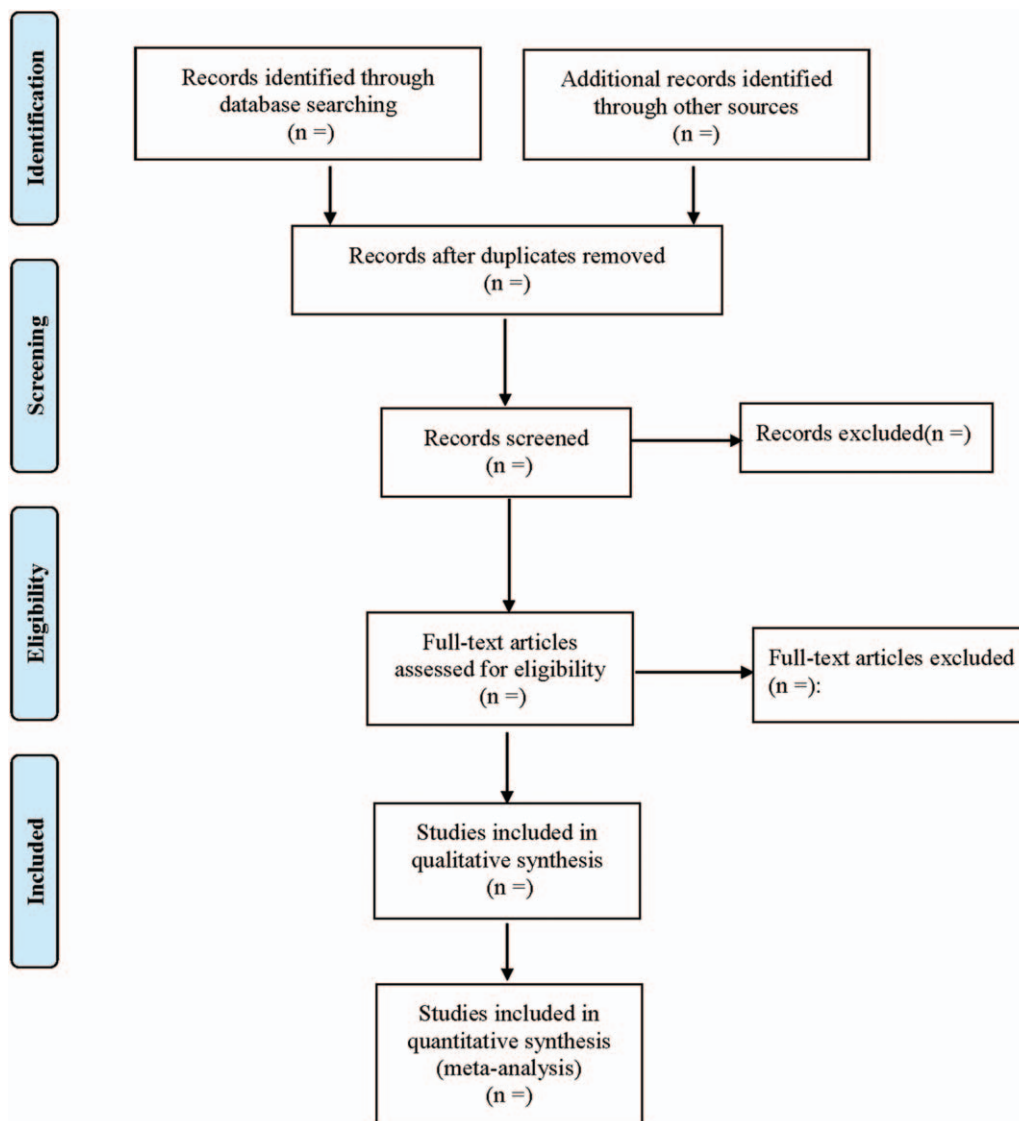 Identification
Records identified through
database searching
(n =)
Additional records identified
through other sources
(n =)
Records after duplicates removed
(n =)
Screening
Records screened
(n =)
Records excluded(n =)
Eligibility
Full-text articles
assessed for eligibility
(n =)
Full-text articles excluded
(n =):
Included
Studies included in
qualitative synthesis
(n =)
Studies included in
quantitative synthesis
(meta-analysis)
(n =)